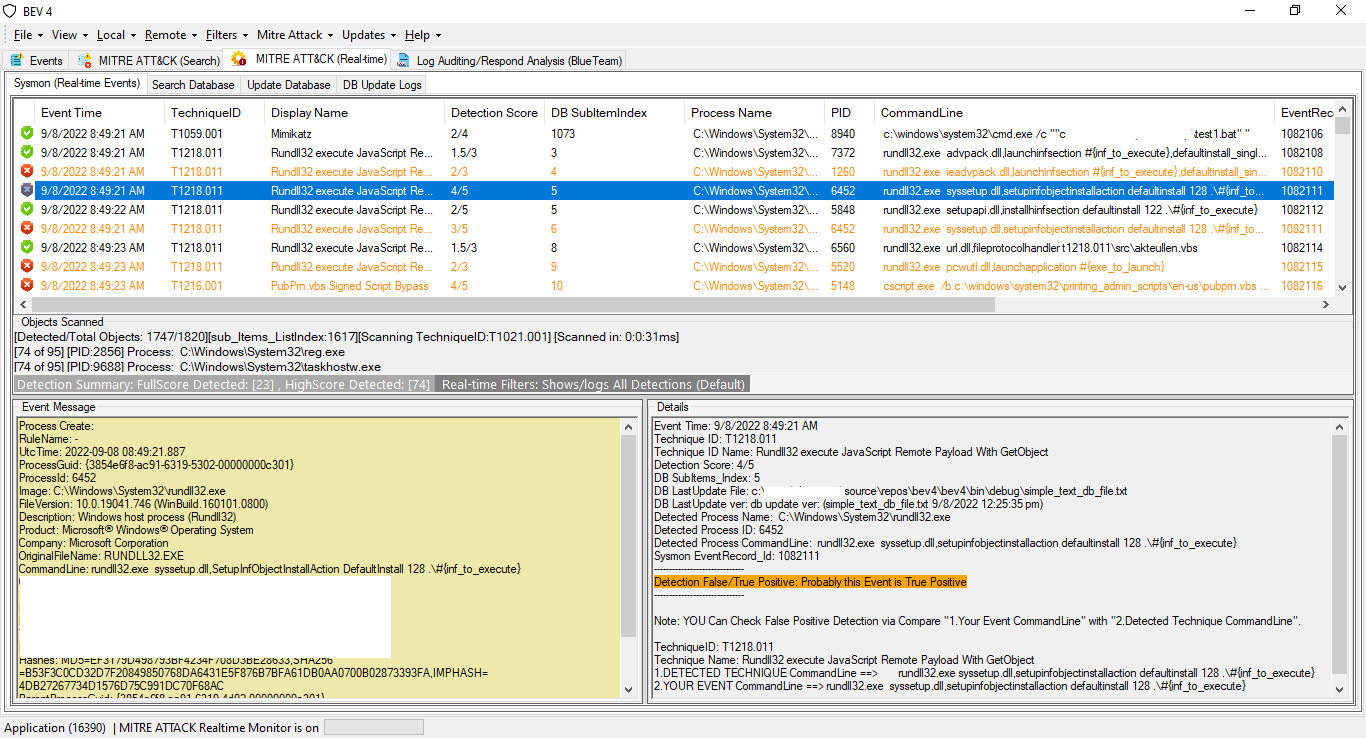 BEV 4
File View Local Remote Filters Mitre Attack Updates Help
Events MITRE ATT&CK (Search) MITRE ATT&CK (Real-time) Log Auditing/Respond Analysis (BlueTeam)
Sysmon (Real-time Events) Search Database Update Database DB Update Logs
Event Time TechniqueID Display Name Detection Score DB SubItemIndex Process Name PID CommandLine EventRec
9/8/2022 8:49:21 AM T1059.001 Mimikatz 2/4 1073 C:\Windows\System32\... 8940 c:\windows\system32\cmd.exe /c ""c \test1.bat" " 1082106
9/8/2022 8:49:21 AM T1218.011 Rundll32 execute JavaScript Re... 1.5/3 3 C:\Windows\System32\... 7372 rundll32.exe advpack.dll,launchinfsection #{inf_to_execute},defaultinstall_singl... 1082108
9/8/2022 8:49:21 AM T1218.011 Rundll32 execute JavaScript Re... 2/3 4 C:\Windows\System32\... 1260 rundll32.exe ieadvpack.dll,launchinfsection #{inf_to_execute},defaultinstall_sin... 1082110
9/8/2022 8:49:21 AM T1218.011 Rundll32 execute JavaScript Re... 4/5 5 C:\Windows\System32\... 6452 rundll32.exe syssetup.dll,setupinfobjectinstallaction defaultinstall 128 .\#{inf_to... 1082111
9/8/2022 8:49:22 AM T1218.011 Rundll32 execute JavaScript Re... 2/5 5 C:\Windows\System32\... 5848 rundll32.exe setupapi.dll,installhinfsection defaultinstall 122 .\#{inf_to_execute} 1082112
9/8/2022 8:49:21 AM T1218.011 Rundll32 execute JavaScript Re... 3/5 6 C:\Windows\System32\... 6452 rundll32.exe syssetup.dll,setupinfobjectinstallaction defaultinstall 128 .\#{inf_to... 1082111
9/8/2022 8:49:23 AM T1218.011 Rundll32 execute JavaScript Re... 1.5/3 8 C:\Windows\System32\... 6560 rundll32.exe url.dll,fileprotocolhandler t1218.011\src\akteullen.vbs 1082114
9/8/2022 8:49:23 AM T1218.011 Rundll32 execute JavaScript Re... 2/3 9 C:\Windows\System32\... 5520 rundll32.exe pcwutl.dll,launchapplication #{exe_to_launch} 1082115
9/8/2022 8:49:23 AM T1216.001 PubPrn.vbs Signed Script Bypass 4/5 10 C:\Windows\System32\... 5148 cscript.exe /b c:\windows\system32\printing_admin_scripts\en-us\pubprn.vbs ... 1082116
Objects Scanned
[Detected/Total Objects: 1747/1820][sub_Items_ListIndex:1617][Scanning TechniqueID:T1021.001] [Scanned in: 0:0:31ms]
[74 of 95] [PID:2856] Process: C:\Windows\System32\reg.exe
[74 of 95] [PID:9688] Process: C:\Windows\System32\taskhostw.exe
Detection Summary: FullScore Detected: [23] , HighScore Detected: [74] Real-time Filters: Shows/logs All Detections (Default)
Event Message
Process Create:
RuleName: -
UtcTime: 2022-09-08 08:49:21.887
ProcessGuid: {3854e6f8-ac91-6319-5302-00000000c301}
ProcessId: 6452
Image: C:\Windows\System32\rundll32.exe
FileVersion: 10.0.19041.746 (WinBuild.160101.0800)
Description: Windows host process (Rundll32)
Product: Microsoft® Windows® Operating System
Company: Microsoft Corporation
OriginalFileName: RUNDLL32.EXE
CommandLine: rundll32.exe syssetup.dll,SetupInfObjectInstallAction DefaultInstall 128 .\#{inf_to_execute}
Hashes: MD5=EF3179D498793BF4234F708D3BE28633,SHA256
=B53F3C0CD32D7F20849850768DA6431E5F876B7BFA61DB0AA0700B02873393FA,IMPHASH=
4DB27267734D1576D75C991DC70F68AC
Details
Event Time: 9/8/2022 8:49:21 AM
Technique ID: T1218.011
Technique ID Name: Rundll32 execute JavaScript Remote Payload With GetObject
Detection Score: 4/5
DB SubItems_Index: 5
DB LastUpdate File: c:\ source\repos\bev4\bev4\bin\debug\simple_text_db_file.txt
DB LastUpdate ver: db update ver: (simple_text_db_file.txt 9/8/2022 12:25:35 pm)
Detected Process Name: C:\Windows\System32\rundll32.exe
Detected Process ID: 6452
Detected Process CommandLine: rundll32.exe syssetup.dll,setupinfobjectinstallaction defaultinstall 128 .\#{inf_to_execute}
Sysmon EventRecord_Id: 1082111
------------------------------
Detection False/True Positive: Probably this Event is True Positive
------------------------------
Note: YOU Can Check False Positive Detection via Compare "1.Your Event CommandLine" with "2.Detected Technique CommandLine".
TechniqueID: T1218.011
Technique Name: Rundll32 execute JavaScript Remote Payload With GetObject
1.DETECTED TECHNIQUE CommandLine ==> rundll32.exe syssetup.dll,setupinfobjectinstallaction defaultinstall 128 .\#{inf_to_execute}
2.YOUR EVENT CommandLine ==> rundll32.exe syssetup.dll,setupinfobjectinstallaction defaultinstall 128 .\#{inf_to_execute}
Application (16390) | MITRE ATTACK Realtime Monitor is on